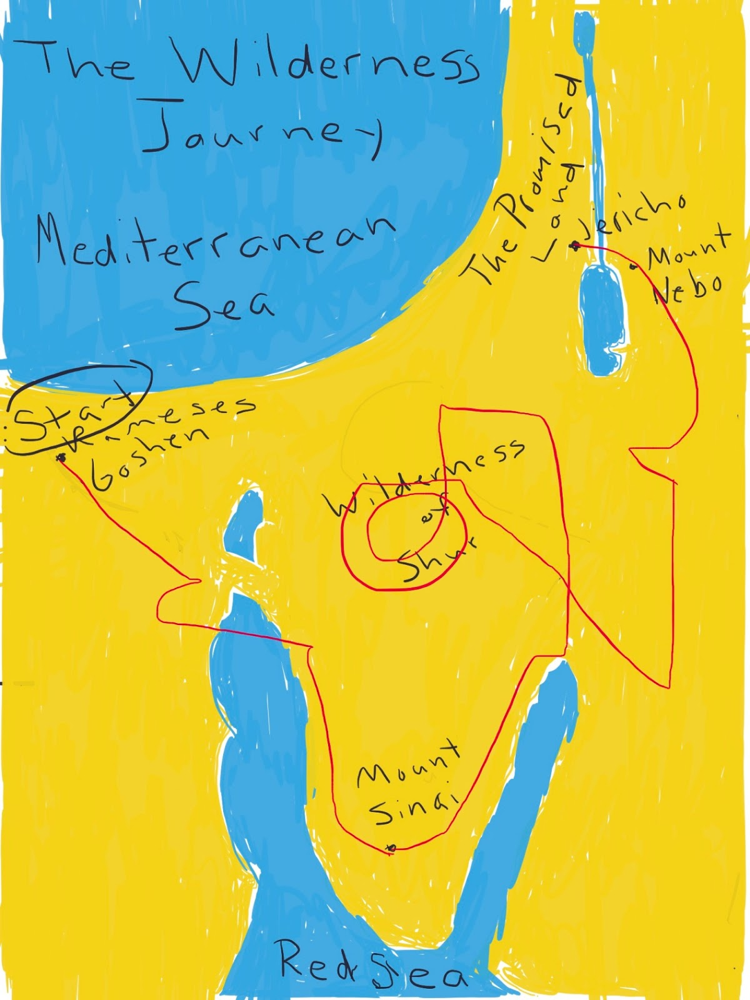 The Wilderness
Journey
Mediterranean
Sea
The Promised
Land
Jericho
Mount
Nebo
Start
Rameses
Goshen
Wilderness
of
Shur
Mount
Sinai
Red Sea